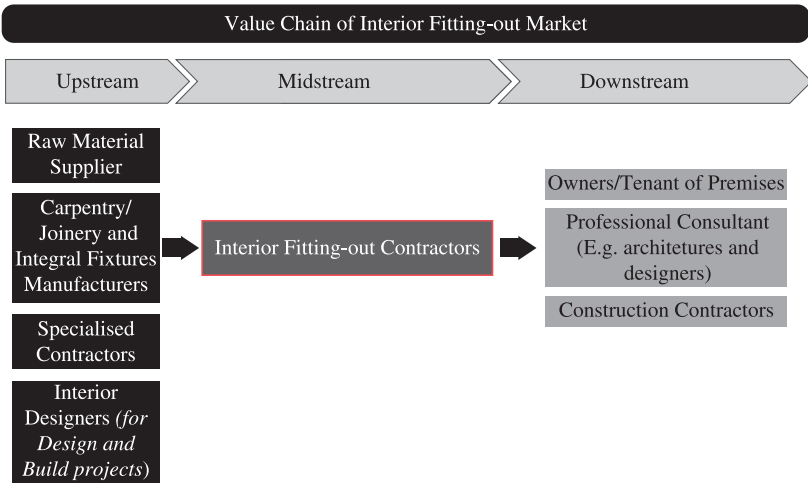 Value Chain of Interior Fitting-out Market
Upstream
Midstream
Downstream
Raw Material
Supplier
Carpentry/
Joinery and
Integral Fixtures
Manufacturers
Specialised
Contractors
Interior
Designers (for
Design and
Build projects)
Interior Fitting-out Contractors
Owners/Tenant of Premises
Professional Consultant
(E.g. architetures and
designers)
Construction Contractors